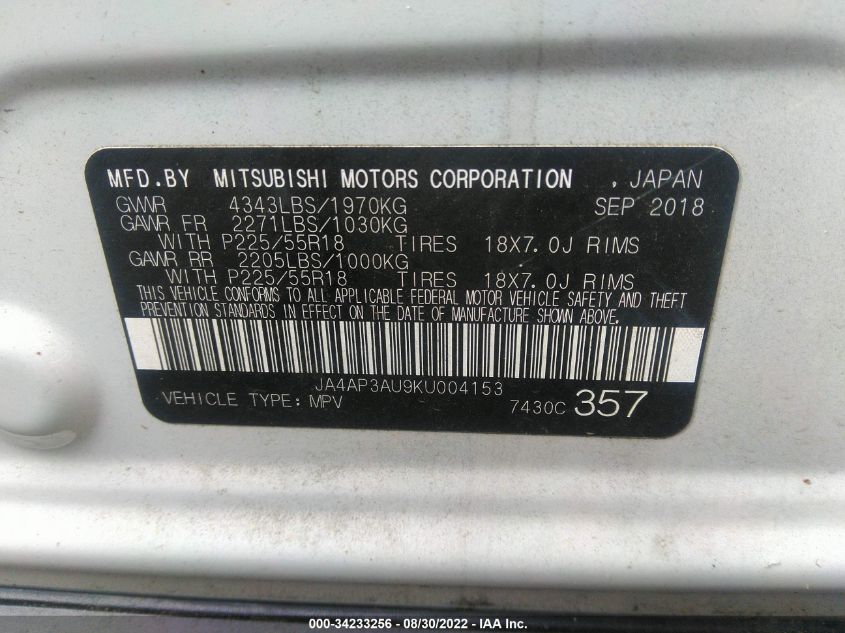 MFD.BY MITSUBISHI MOTORS CORPORATION , JAPAN
GVWR 4343LBS/1970KG SEP 2018
GAWR FR 2271LBS/1030KG
WITH P225/55R18 TIRES 18X7.0J RIMS
GAWR RR 2205LBS/1000KG
WITH P225/55R18 TIRES 18X7.0J RIMS
THIS VEHICLE CONFORMS TO ALL APPLICABLE FEDERAL MOTOR VEHICLE SAFETY AND THEFT
PREVENTION STANDARDS IN EFFECT ON THE DATE OF MANUFACTURE SHOWN ABOVE.
JA4AP3AU9KU004153
VEHICLE TYPE: MPV 7430C 357
000-34233256 - 08/30/2022 - IAA Inc.